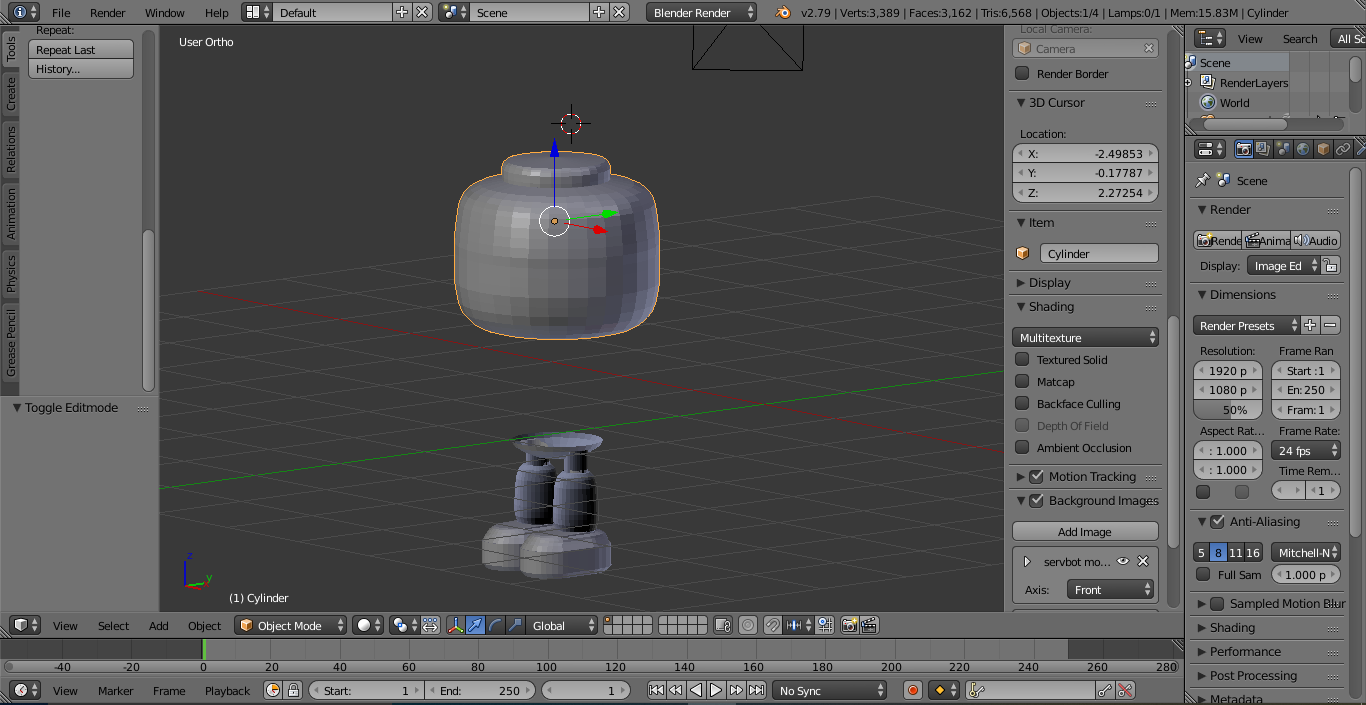 File Render Window Help Default Scene Blender Render v2.79 | Verts:3,389 | Faces:3,162 | Tris:6,568 | Objects:1/4 | Lamps:0/1 | Mem:15.83M | Cylinder
Tools
Create
Relations
Animation
Physics
Grease Pencil
Repeat:
Repeat Last
History...
Toggle Editmode
User Ortho
z
y
(1) Cylinder
Local Camera:
Camera
Render Border
3D Cursor
Location:
X: -2.49853
Y: -0.17787
Z: 2.27254
Item
Cylinder
Display
Shading
Multitexture
Textured Solid
Matcap
Backface Culling
Depth Of Field
Ambient Occlusion
Motion Tracking
Background Images
Add Image
servbot mo...
Axis: Front
View Search All Sc
Scene
RenderLayers
World
Scene
Render
Rende Anima Audio
Display: Image Ed
Dimensions
Render Presets
Resolution: Frame Ran
1920 p Start :1
1080 p En: 250
50% Fram: 1
Aspect Rat... Frame Rate:
: 1.000 24 fps
: 1.000 Time Rem...
1
Anti-Aliasing
5 8 11 16 Mitchell-N
Full Sam 1.000 p
Sampled Motion Blur
Shading
Performance
Post Processing
Metadata
View Select Add Object Object Mode Global
-40 -20 0 20 40 60 80 100 120 140 160 180 200 220 240 260 280
View Marker Frame Playback Start: 1 End: 250 1 No Sync